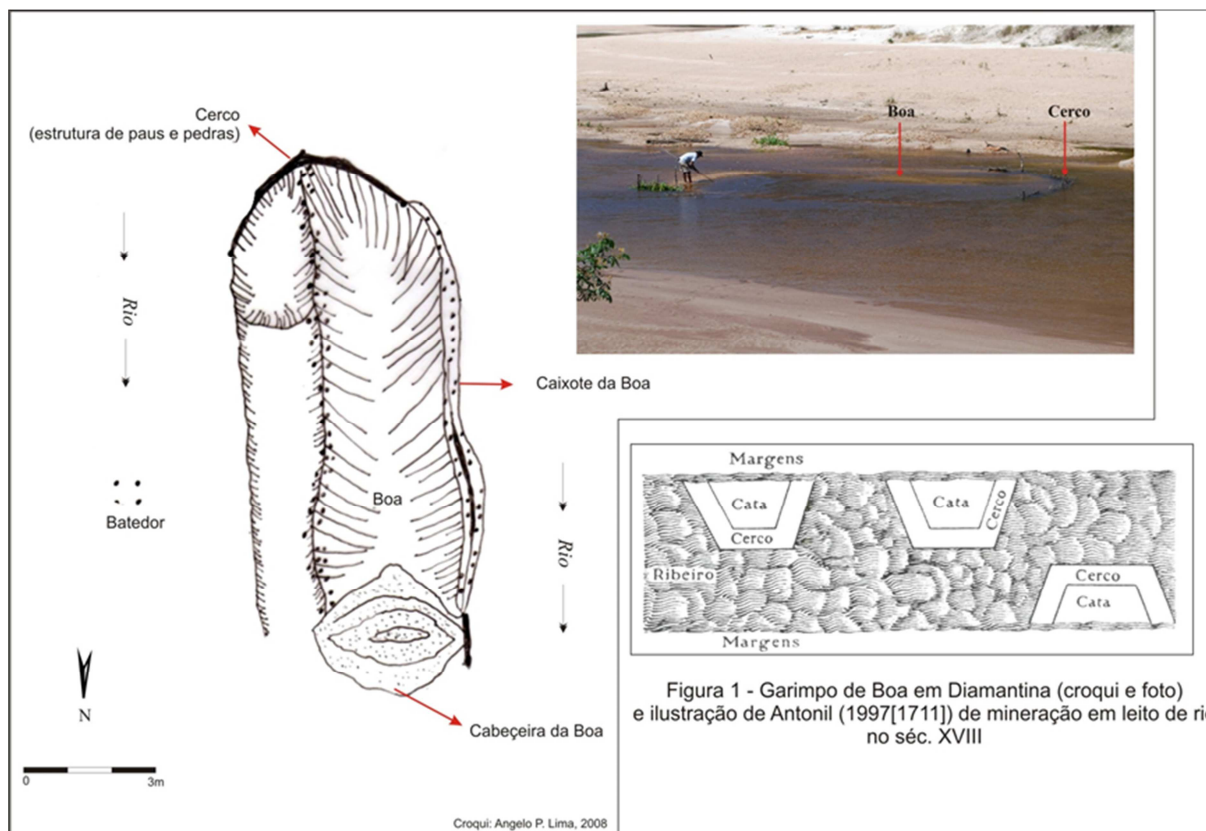 Cerco
(estrutura de paus e pedras)
Boa
Cerco
Rio
Caixote da Boa
Boa
Batedor
Rio
Cabeçeira da Boa
N
0
3m
Croqui: Angelo P. Lima, 2008
Margens
Cata
Cerco
Cata
Cerco
Ribeiro
Cerco
Cata
Margens
Figura 1 - Garimpo de Boa em Diamantina (croqui e foto)
e ilustração de Antonil (1997[1711]) de mineração em leito de
no séc. XVIII